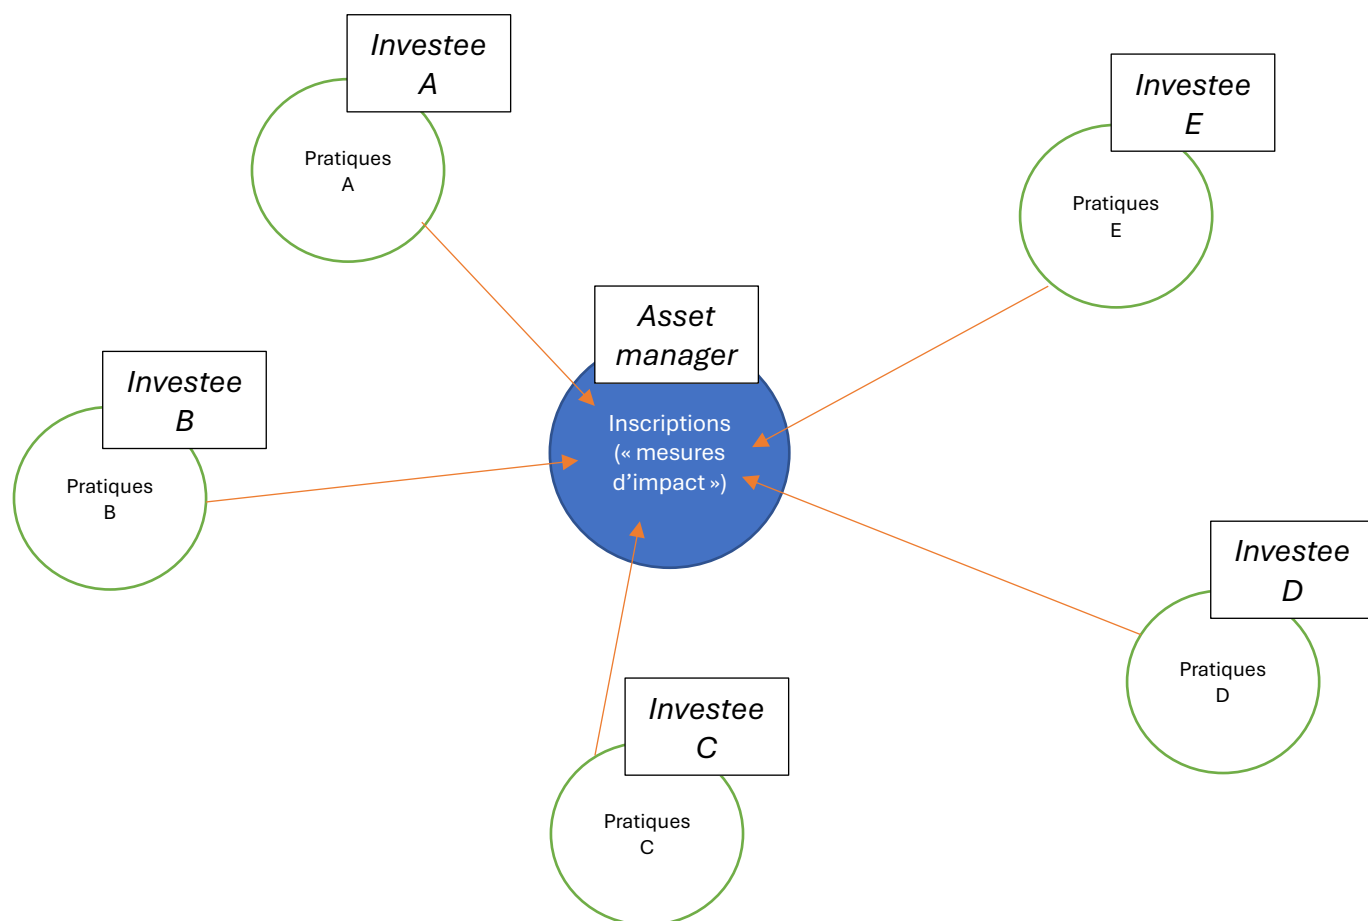 Investee
A
Pratiques
A
Investee
E
Pratiques
E
Asset
manager
Inscriptions
(« mesures
d’impact »)
Investee
B
Pratiques
B
Investee
D
Pratiques
D
Investee
C
Pratiques
C